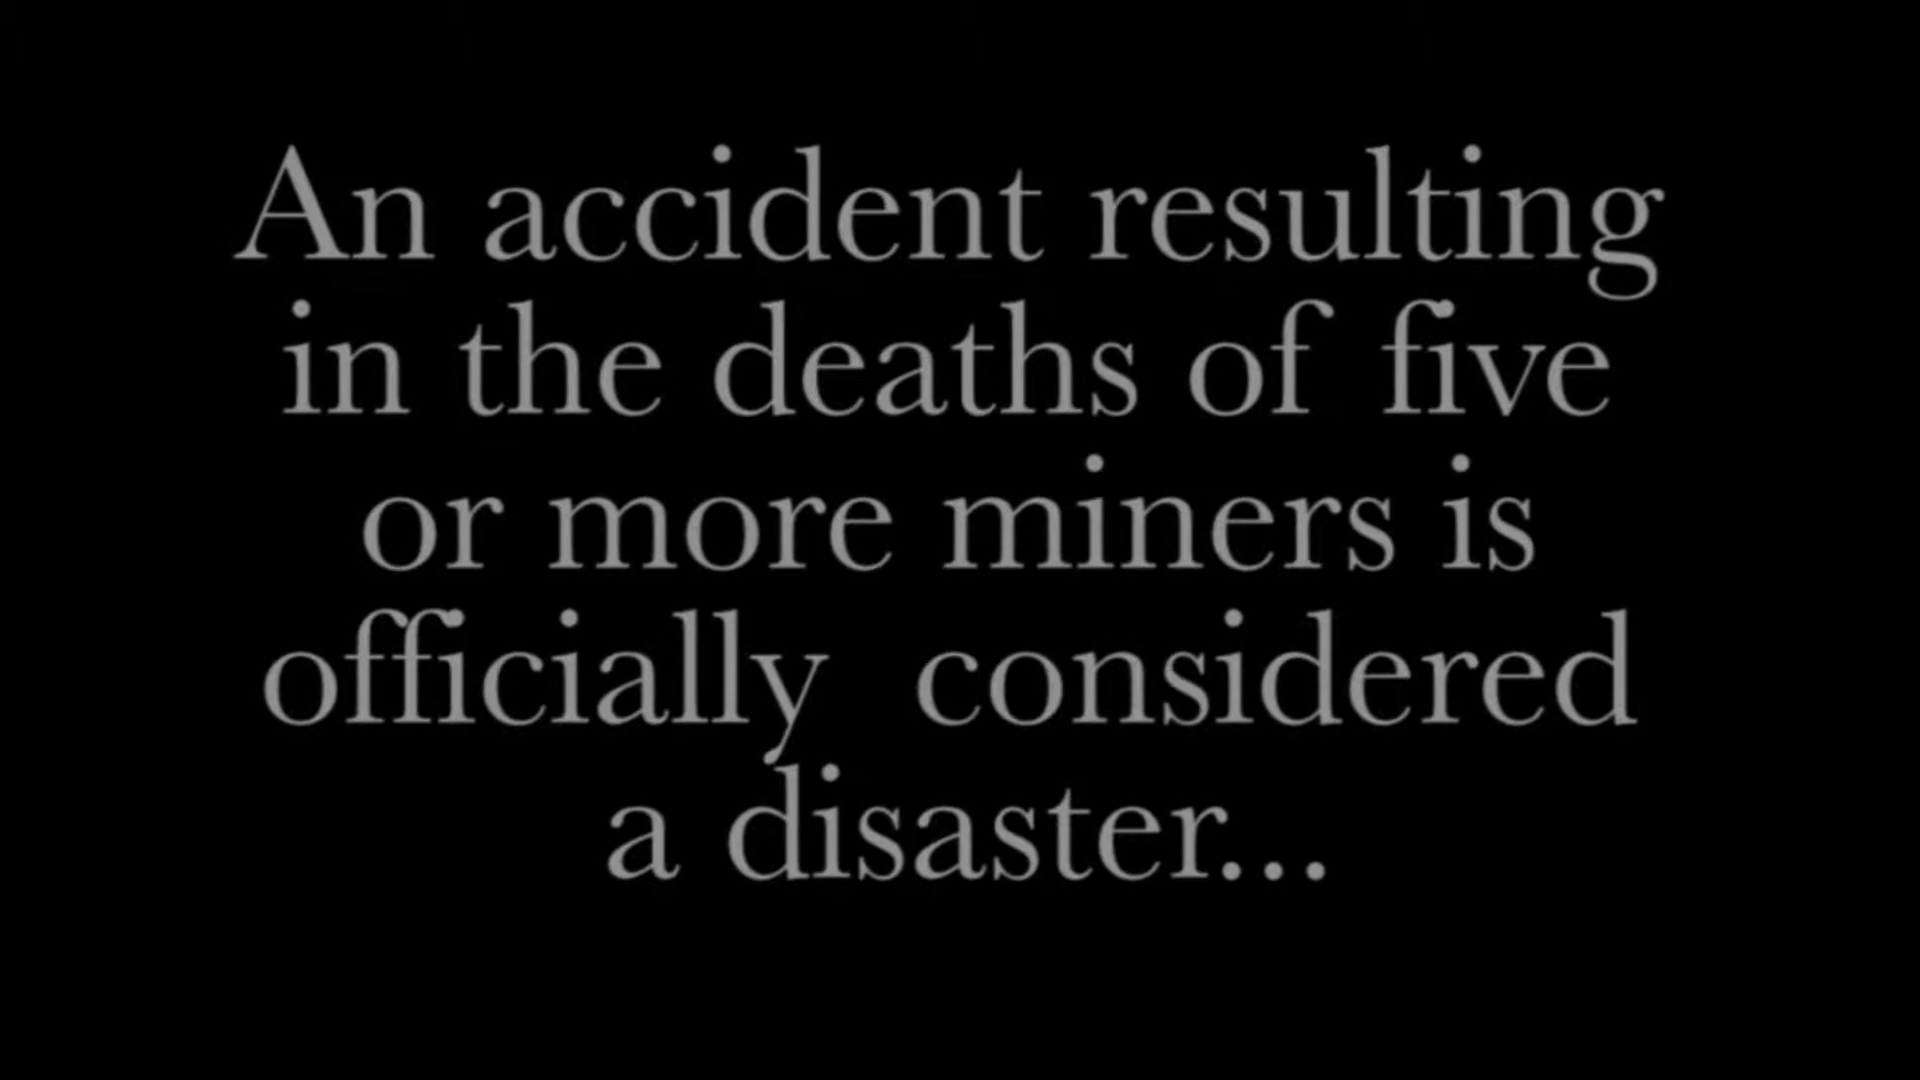 An accident resulting
in the deaths of five
or more miners is
officially considered
a disaster...